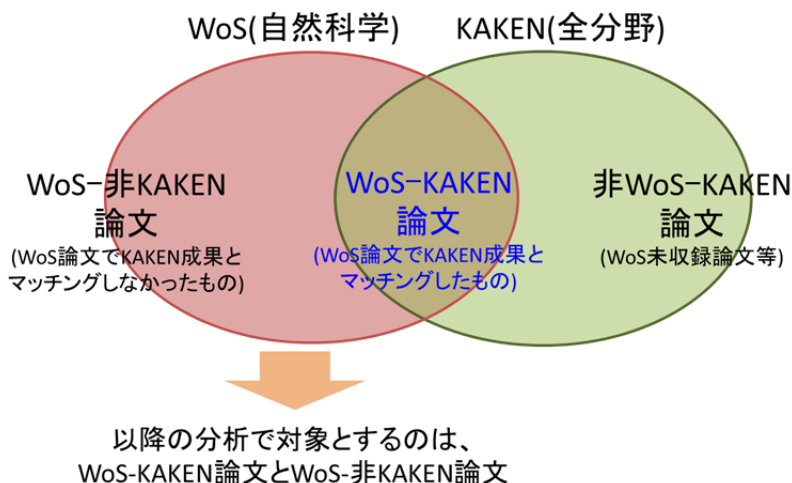 WoS(自然科学)
KAKEN(全分野)
WoS−非KAKEN
論文
(WoS論文でKAKEN成果と
マッチングしなかったもの)
WoS−KAKEN
論文
(WoS論文でKAKEN成果と
マッチングしたもの)
非WoS−KAKEN
論文
(WoS未収録論文等)
以降の分析で対象とするのは、
WoS-KAKEN論文とWoS-非KAKEN論文